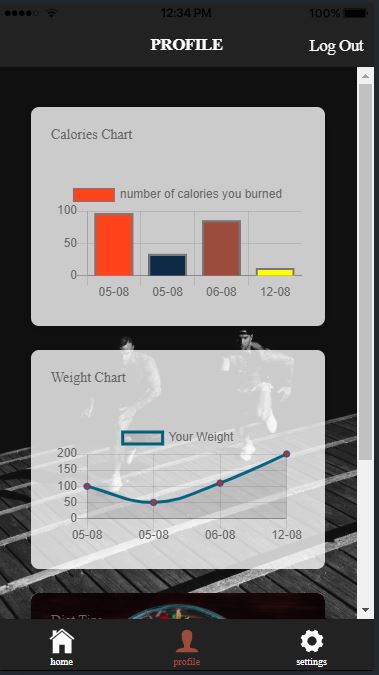 12:34 PM 100%
PROFILE Log Out
Calories Chart
number of calories you burned
100
50
0
05-08 05-08 06-08 12-08
Weight Chart
Your Weight
200
150
100
50
0
05-08 05-08 06-08 12-08
Diet Tips
home profile settings